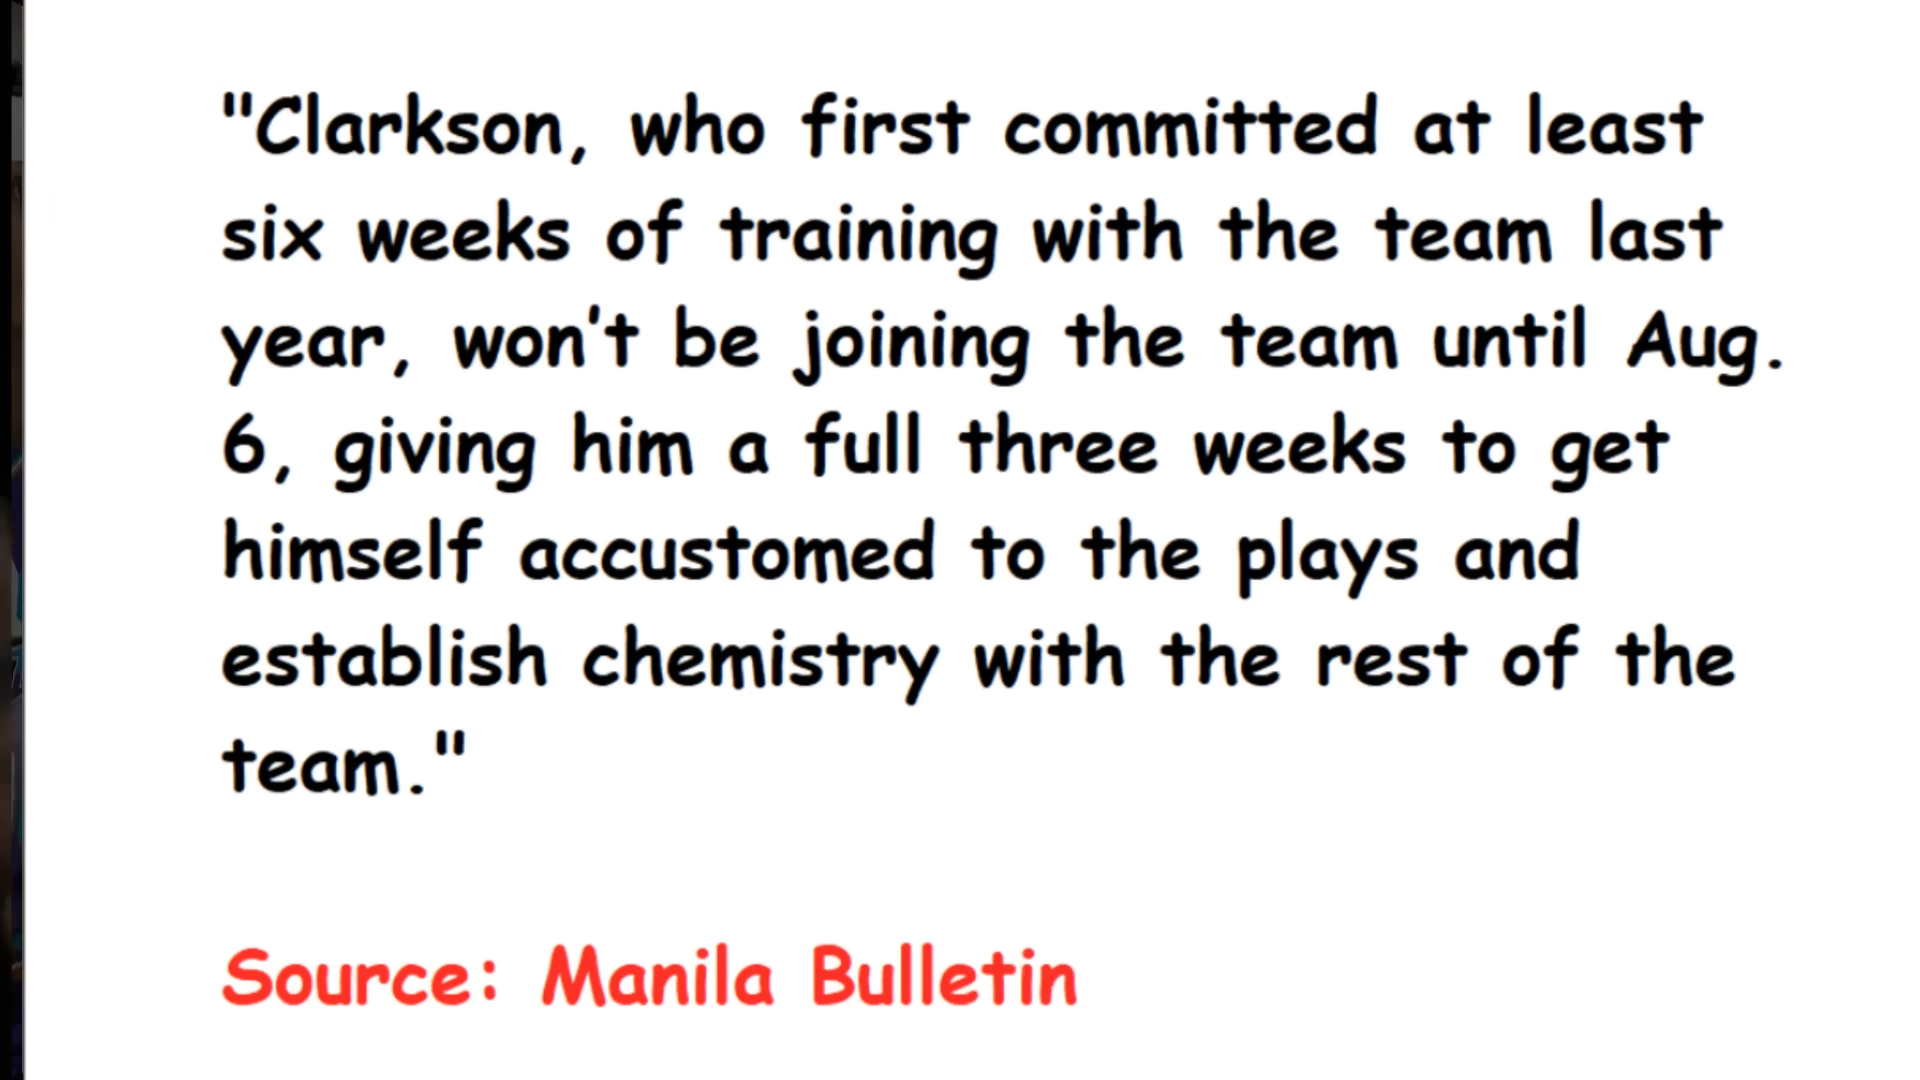 "Clarkson, who first committed at least
six weeks of training with the team last
year, won't be joining the team until Aug.
6, giving him a full three weeks to get
himself accustomed to the plays and
establish chemistry with the rest of the
team."
Source: Manila Bulletin